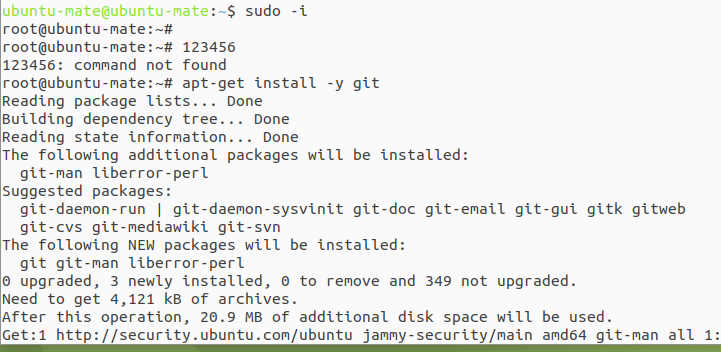 ubuntu-mate@ubuntu-mate:~$ sudo -i
root@ubuntu-mate:~#
root@ubuntu-mate:~# 123456
123456: command not found
root@ubuntu-mate:~# apt-get install -y git
Reading package lists... Done
Building dependency tree... Done
Reading state information... Done
The following additional packages will be installed:
  git-man liberror-perl
Suggested packages:
  git-daemon-run | git-daemon-sysvinit git-doc git-email git-gui gitk gitweb
  git-cvs git-mediawiki git-svn
The following NEW packages will be installed:
  git git-man liberror-perl
0 upgraded, 3 newly installed, 0 to remove and 349 not upgraded.
Need to get 4,121 kB of archives.
After this operation, 20.9 MB of additional disk space will be used.
Get:1 http://security.ubuntu.com/ubuntu jammy-security/main amd64 git-man all 1: